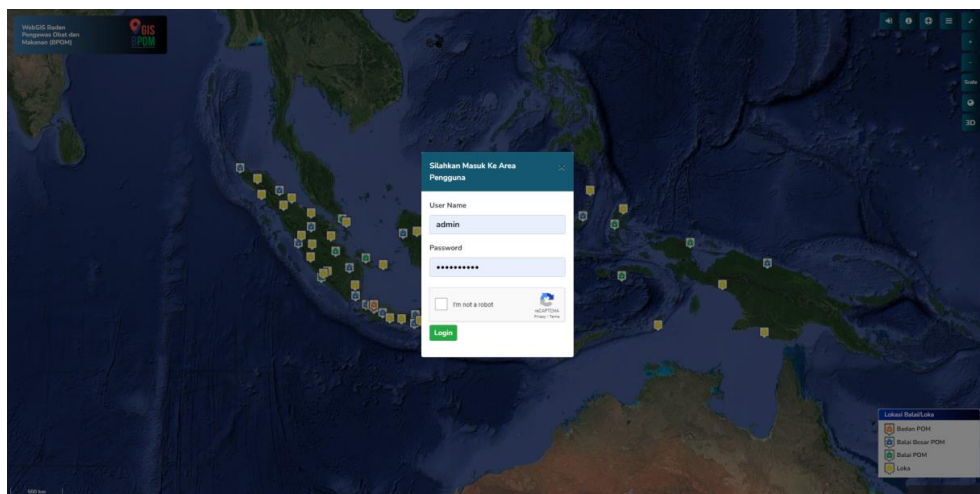 WebGIS Badan
Pengawas Obat dan
Makanan (BPOM)
GIS
BPOM
Scale
3D
Silahkan Masuk Ke Area
Pengguna
User Name
admin
Password
I'm not a robot
reCAPTCHA
Privacy - Terms
Login
Lokasi Balai/Loka
Badan POM
Balai Besar POM
Balai POM
Loka
500 km